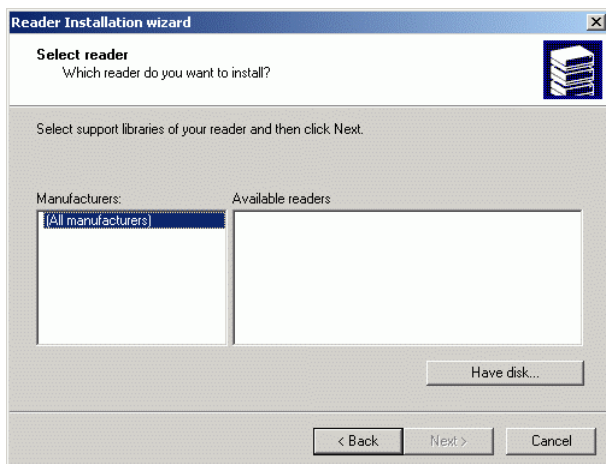 Reader Installation wizard
Select reader
Which reader do you want to install?
Select support libraries of your reader and then click Next.
Manufacturers:
Available readers
(All manufacturers)
Have disk...
< Back
Next >
Cancel